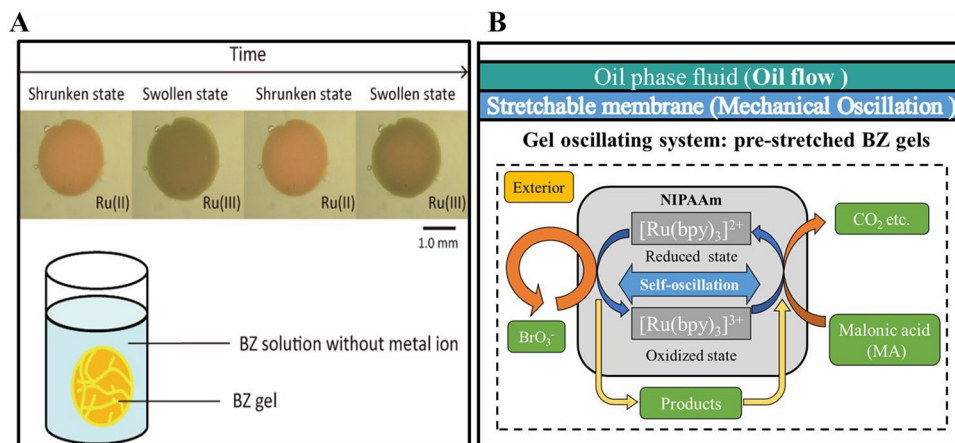 A
Time
Shrunken state Swollen state Shrunken state Swollen state
Ru(II) Ru(III) Ru(II) Ru(III)
1.0 mm
BZ solution without metal ion
BZ gel
B
Oil phase fluid (Oil flow )
Stretchable membrane (Mechanical Oscillation )
Gel oscillating system: pre-stretched BZ gels
Exterior
NIPAAm
[Ru(bpy)₃]²⁺
Reduced state
CO₂ etc.
Self-oscillation
[Ru(bpy)₃]³⁺
Oxidized state
BrO₃⁻
Malonic acid
(MA)
Products